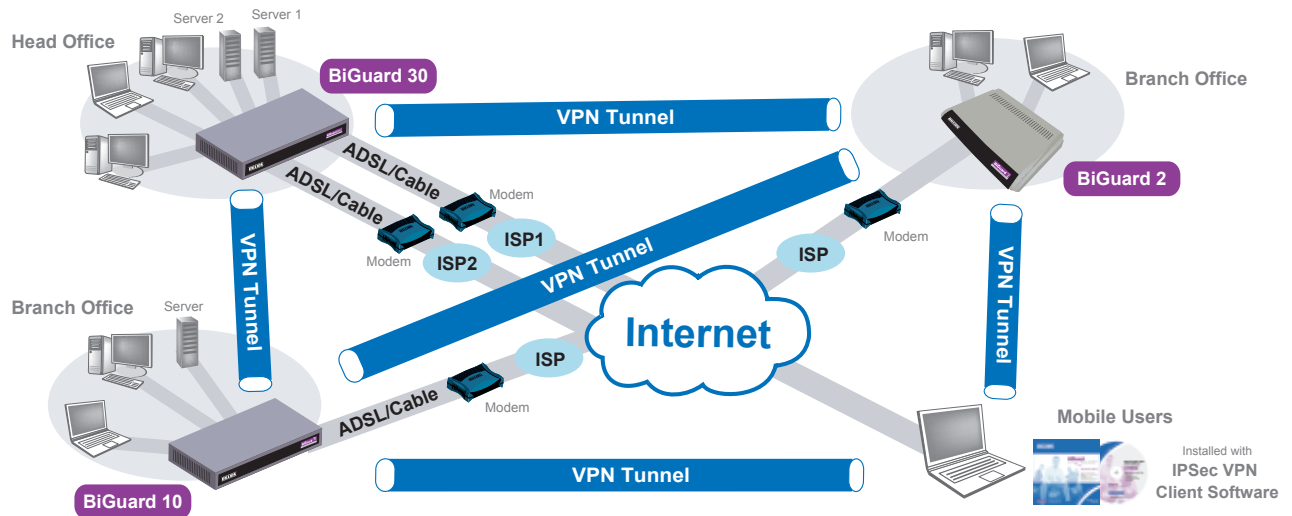 Server 2
Server 1
Head Office
BiGuard 30
Branch Office
VPN Tunnel
ADSL/Cable
ADSL/Cable
BiGuard 2
Modem
Modem
Modem
ISP1
ISP2
ISP
VPN Tunnel
VPN Tunnel
VPN Tunnel
Branch Office
Server
Internet
ISP
Modem
ADSL/Cable
Mobile Users
Installed with
IPSec VPN
Client Software
VPN Tunnel
BiGuard 10